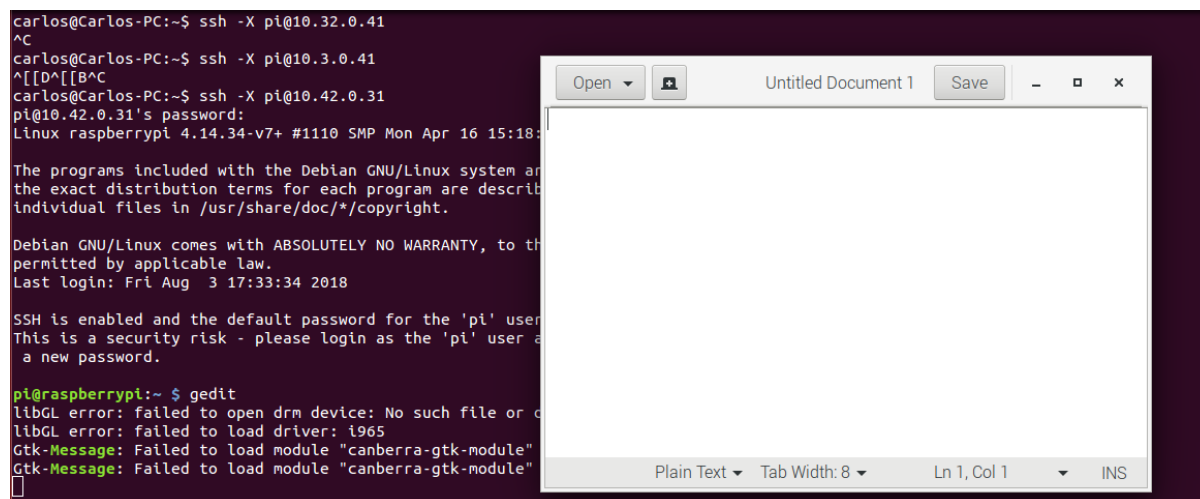 carlos@Carlos-PC:~$ ssh -X pi@10.32.0.41
^C
carlos@Carlos-PC:~$ ssh -X pi@10.3.0.41
^[[D^[[B^C
carlos@Carlos-PC:~$ ssh -X pi@10.42.0.31
pi@10.42.0.31's password:
Linux raspberrypi 4.14.34-v7+ #1110 SMP Mon Apr 16 15:18:
The programs included with the Debian GNU/Linux system ar
the exact distribution terms for each program are describ
individual files in /usr/share/doc/*/copyright.
Debian GNU/Linux comes with ABSOLUTELY NO WARRANTY, to th
permitted by applicable law.
Last login: Fri Aug  3 17:33:34 2018
SSH is enabled and the default password for the 'pi' user
This is a security risk - please login as the 'pi' user a
 a new password.
pi@raspberrypi:~ $ gedit
libGL error: failed to open drm device: No such file or d
libGL error: failed to load driver: i965
Gtk-Message: Failed to load module "canberra-gtk-module"
Gtk-Message: Failed to load module "canberra-gtk-module"
Open Untitled Document 1 Save
Plain Text Tab Width: 8 Ln 1, Col 1 INS